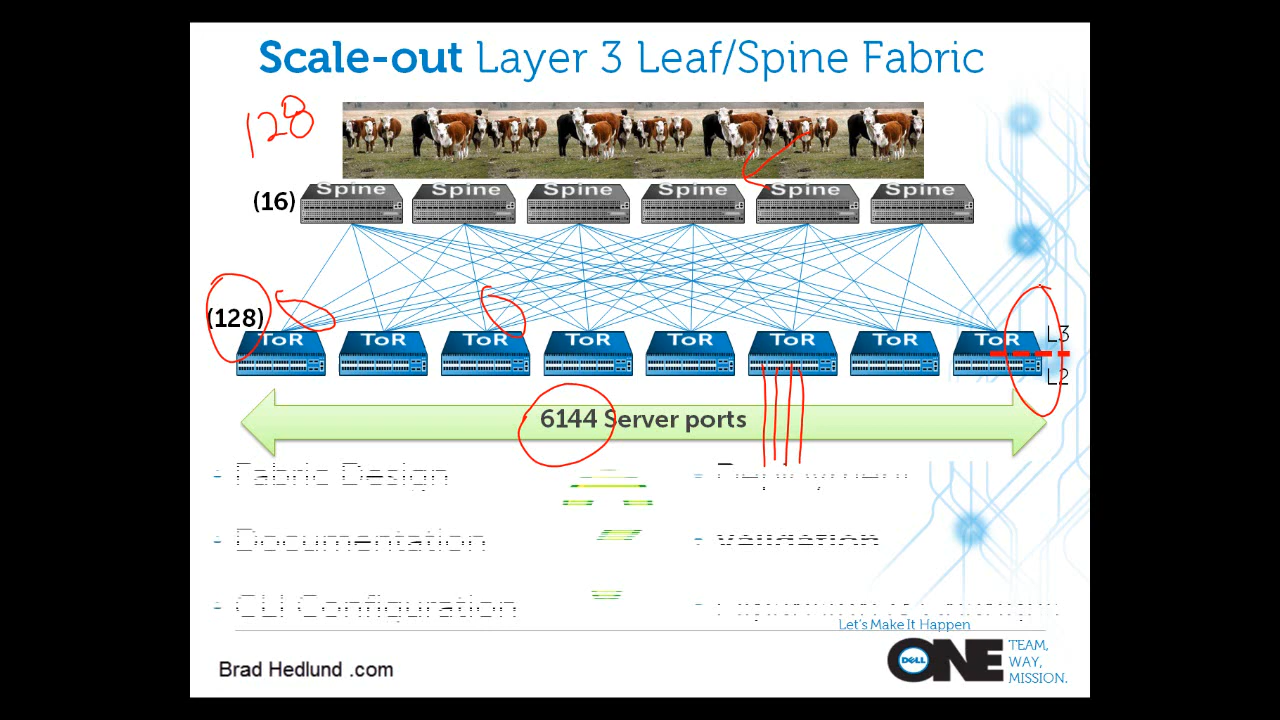 Scale-out Layer 3 Leaf/Spine Fabric
128
(16) Spine Spine Spine Spine Spine Spine
(128) ToR ToR ToR ToR ToR ToR ToR ToR
L3
L2
6144 Server ports
- Fabric Design
- Deployment
- Documentation
- Validation
- CLI Configuration
Let's Make It Happen
Brad Hedlund .com
DELL ONE TEAM,
WAY,
MISSION.